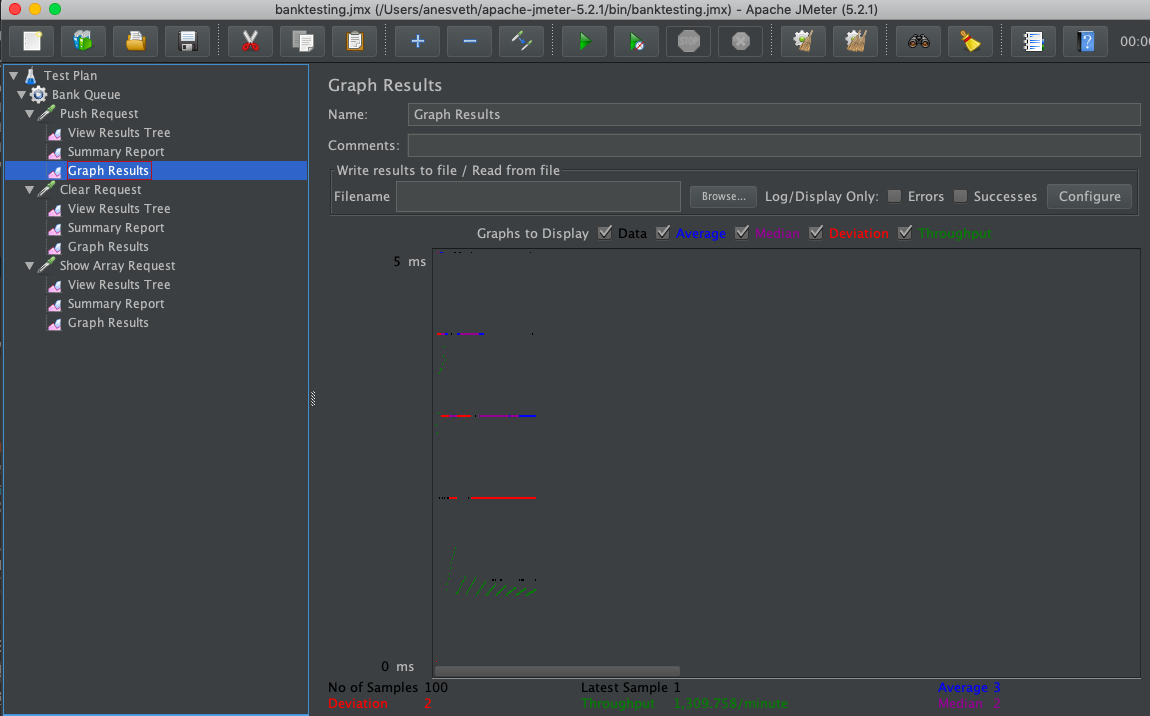 banktesting.jmx (/Users/anesveth/apache-jmeter-5.2.1/bin/banktesting.jmx) - Apache JMeter (5.2.1)
STOP
00:0
Test Plan
Bank Queue
Push Request
View Results Tree
Summary Report
Graph Results
Clear Request
View Results Tree
Summary Report
Graph Results
Show Array Request
View Results Tree
Summary Report
Graph Results
Graph Results
Name: Graph Results
Comments:
Write results to file / Read from file
Filename Browse... Log/Display Only: Errors Successes Configure
Graphs to Display Data Average Median Deviation Throughput
5 ms
0 ms
No of Samples 100 Latest Sample 1 Average 3
Deviation 2 Throughput 1,309.758/minute Median 2